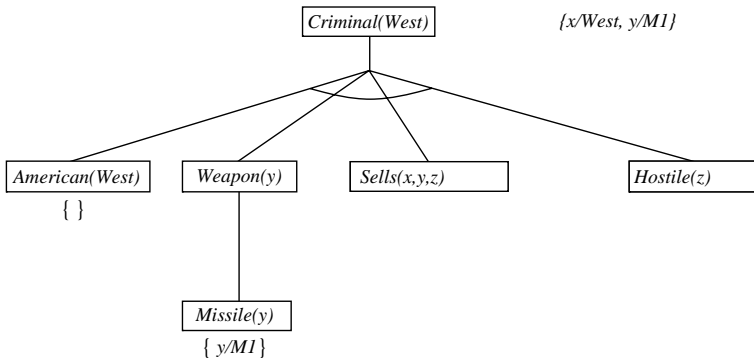 Criminal(West)
{x/West, y/M1}
American(West)
Weapon(y)
Sells(x,y,z)
Hostile(z)
{ }
Missile(y)
{ y/M1 }